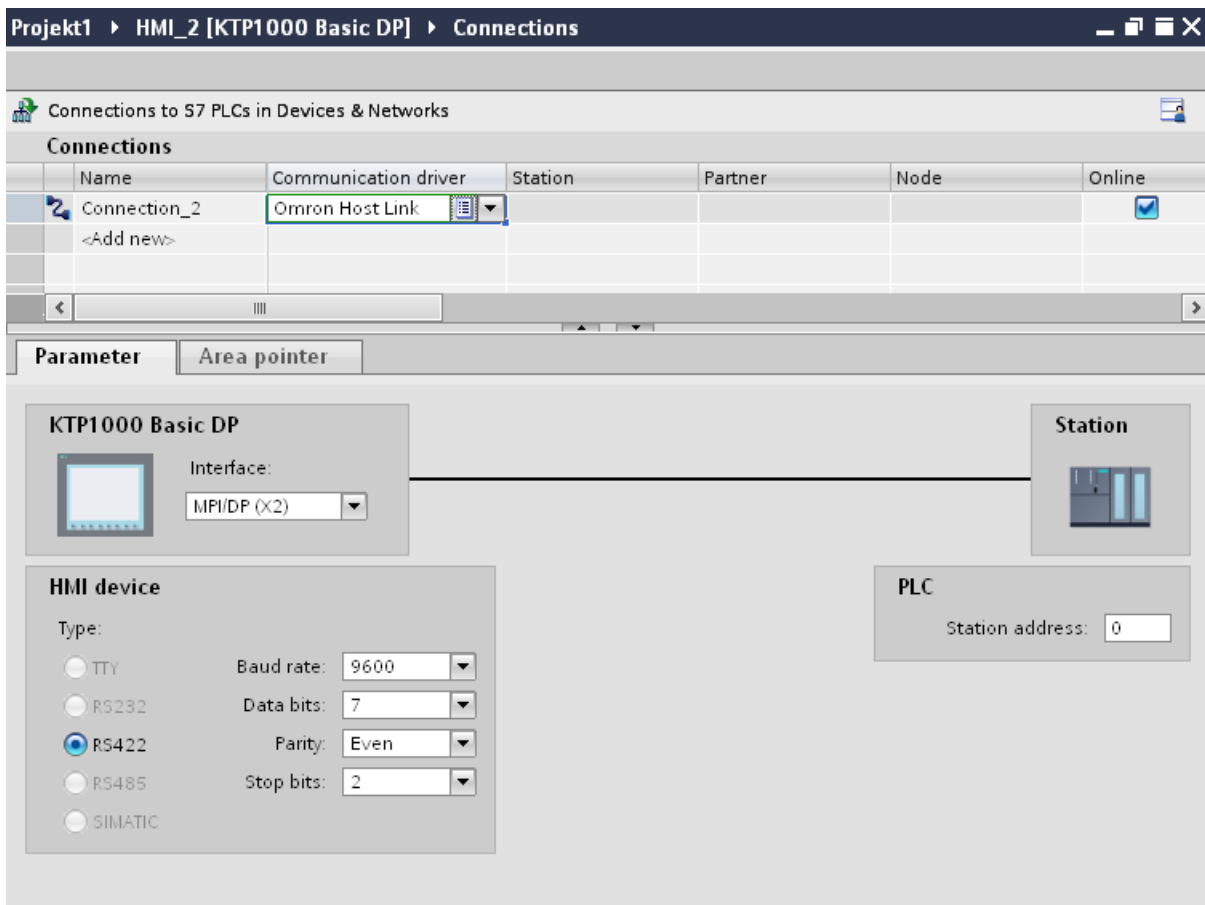 Projekt1 ▸ HMI_2 [KTP1000 Basic DP] ▸ Connections
Connections to S7 PLCs in Devices & Networks
Connections
Name Communication driver Station Partner Node Online
Connection_2 Omron Host Link
<Add new>
Parameter Area pointer
KTP1000 Basic DP
Interface:
MPI/DP (X2)
Station
HMI device
Type:
TTY Baud rate: 9600
RS232 Data bits: 7
RS422 Parity: Even
RS485 Stop bits: 2
SIMATIC
PLC
Station address: 0